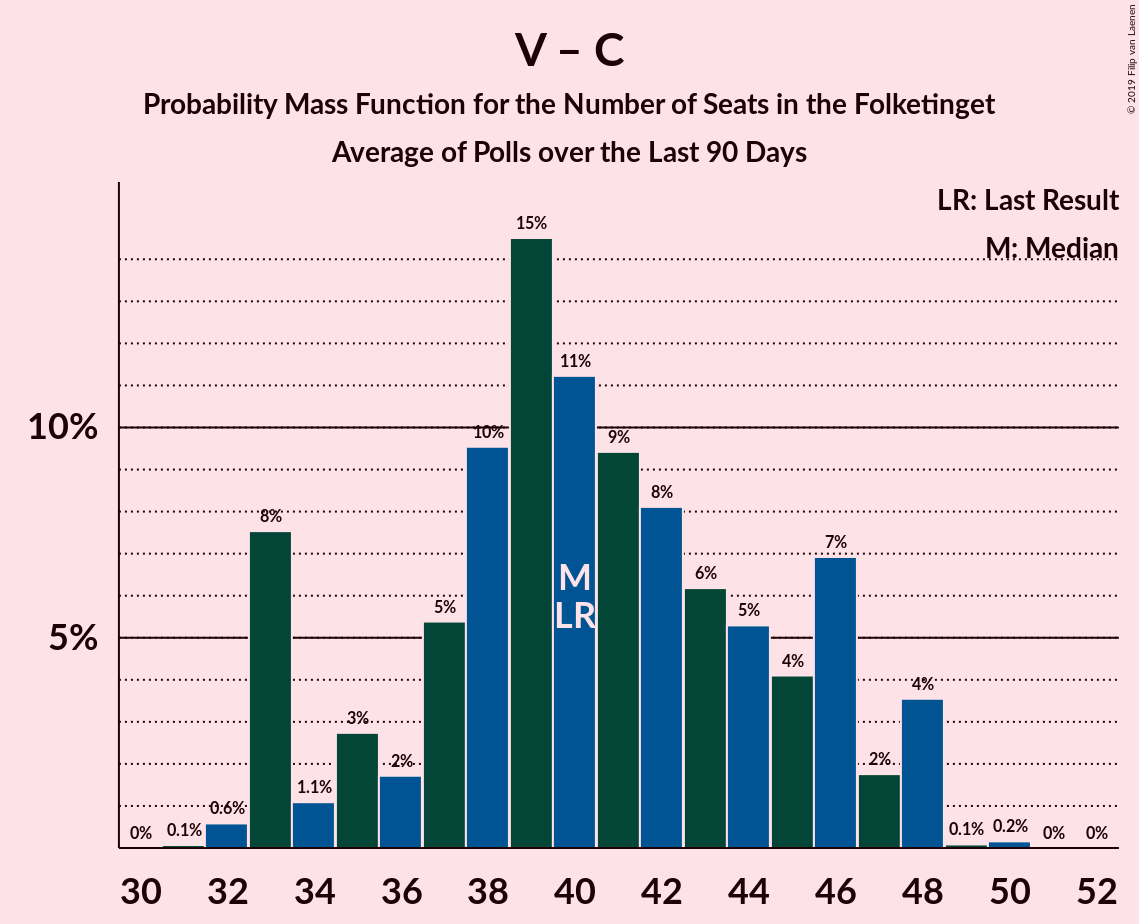 V – C
Probability Mass Function for the Number of Seats in the Folketinget
Average of Polls over the Last 90 Days
© 2019 Filip van Laenen
LR: Last Result
M: Median
10%
5%
0%
0.1%
0.6%
8%
1.1%
3%
2%
5%
10%
15%
11%
9%
8%
6%
5%
4%
7%
2%
4%
0.1%
0.2%
0%
0%
M
LR
30 32 34 36 38 40 42 44 46 48 50 52